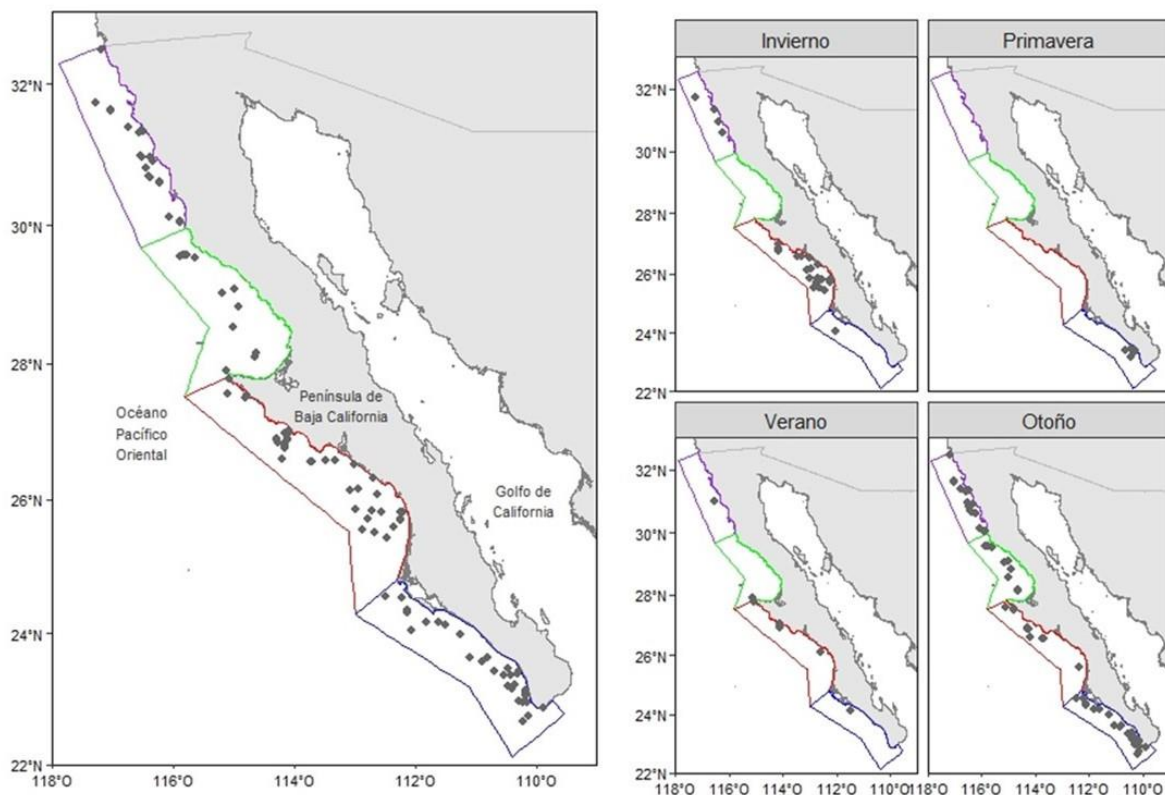 32°N
30°N
28°N
26°N
24°N
22°N
118°O
116°O
114°O
112°O
110°O
Océano
Pacífico
Oriental
Península de
Baja California
Golfo de
California
Invierno
Primavera
32°N
30°N
28°N
26°N
24°N
22°N
Verano
Otoño
32°N
30°N
28°N
26°N
24°N
22°N
118°O
116°O
114°O
112°O
110°O
118°O
116°O
114°O
112°O
110°O